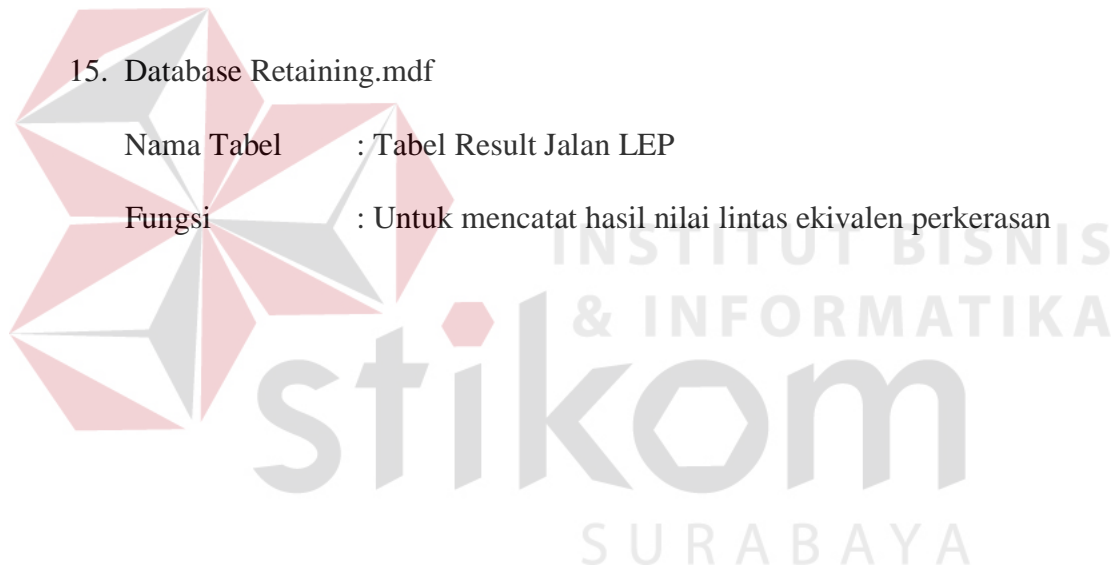 15. Database Retaining.mdf
Nama Tabel : Tabel Result Jalan LEP
Fungsi : Untuk mencatat hasil nilai lintas ekivalen perkerasan
INSTITUT BISNIS
& INFORMATIKA
stikom
SURABAYA